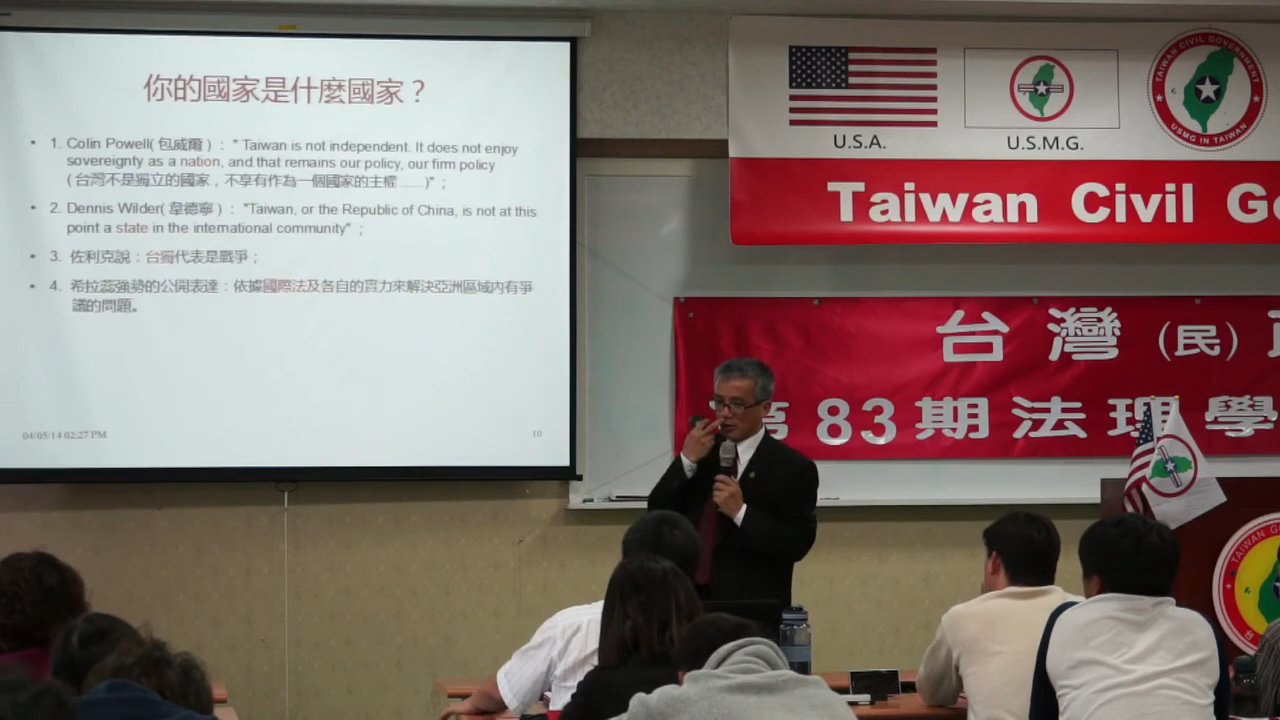 你的國家是什麼國家？
• 1. Colin Powell( 包威爾 ) : " Taiwan is not independent. It does not enjoy
sovereignty as a nation, and that remains our policy, our firm policy
( 台灣不是獨立的國家，不享有作為一個國家的主權 ......)" ；
• 2. Dennis Wilder( 韋德寧 ) : "Taiwan, or the Republic of China, is not at this
point a state in the international community" ；
• 3. 佐利克說：台獨代表是戰爭；
• 4. 希拉蕊強勢的公開表達：依據國際法及各自的實力來解決亞洲區域內有爭
議的問題。
04/05/14 02:27 PM
10
U.S.A.
U.S.M.G.
TAIWAN CIVIL GOVERNMENT
USMG IN TAIWAN
Taiwan Civil G
台灣(民)
第83期法理學
TAIWAN G